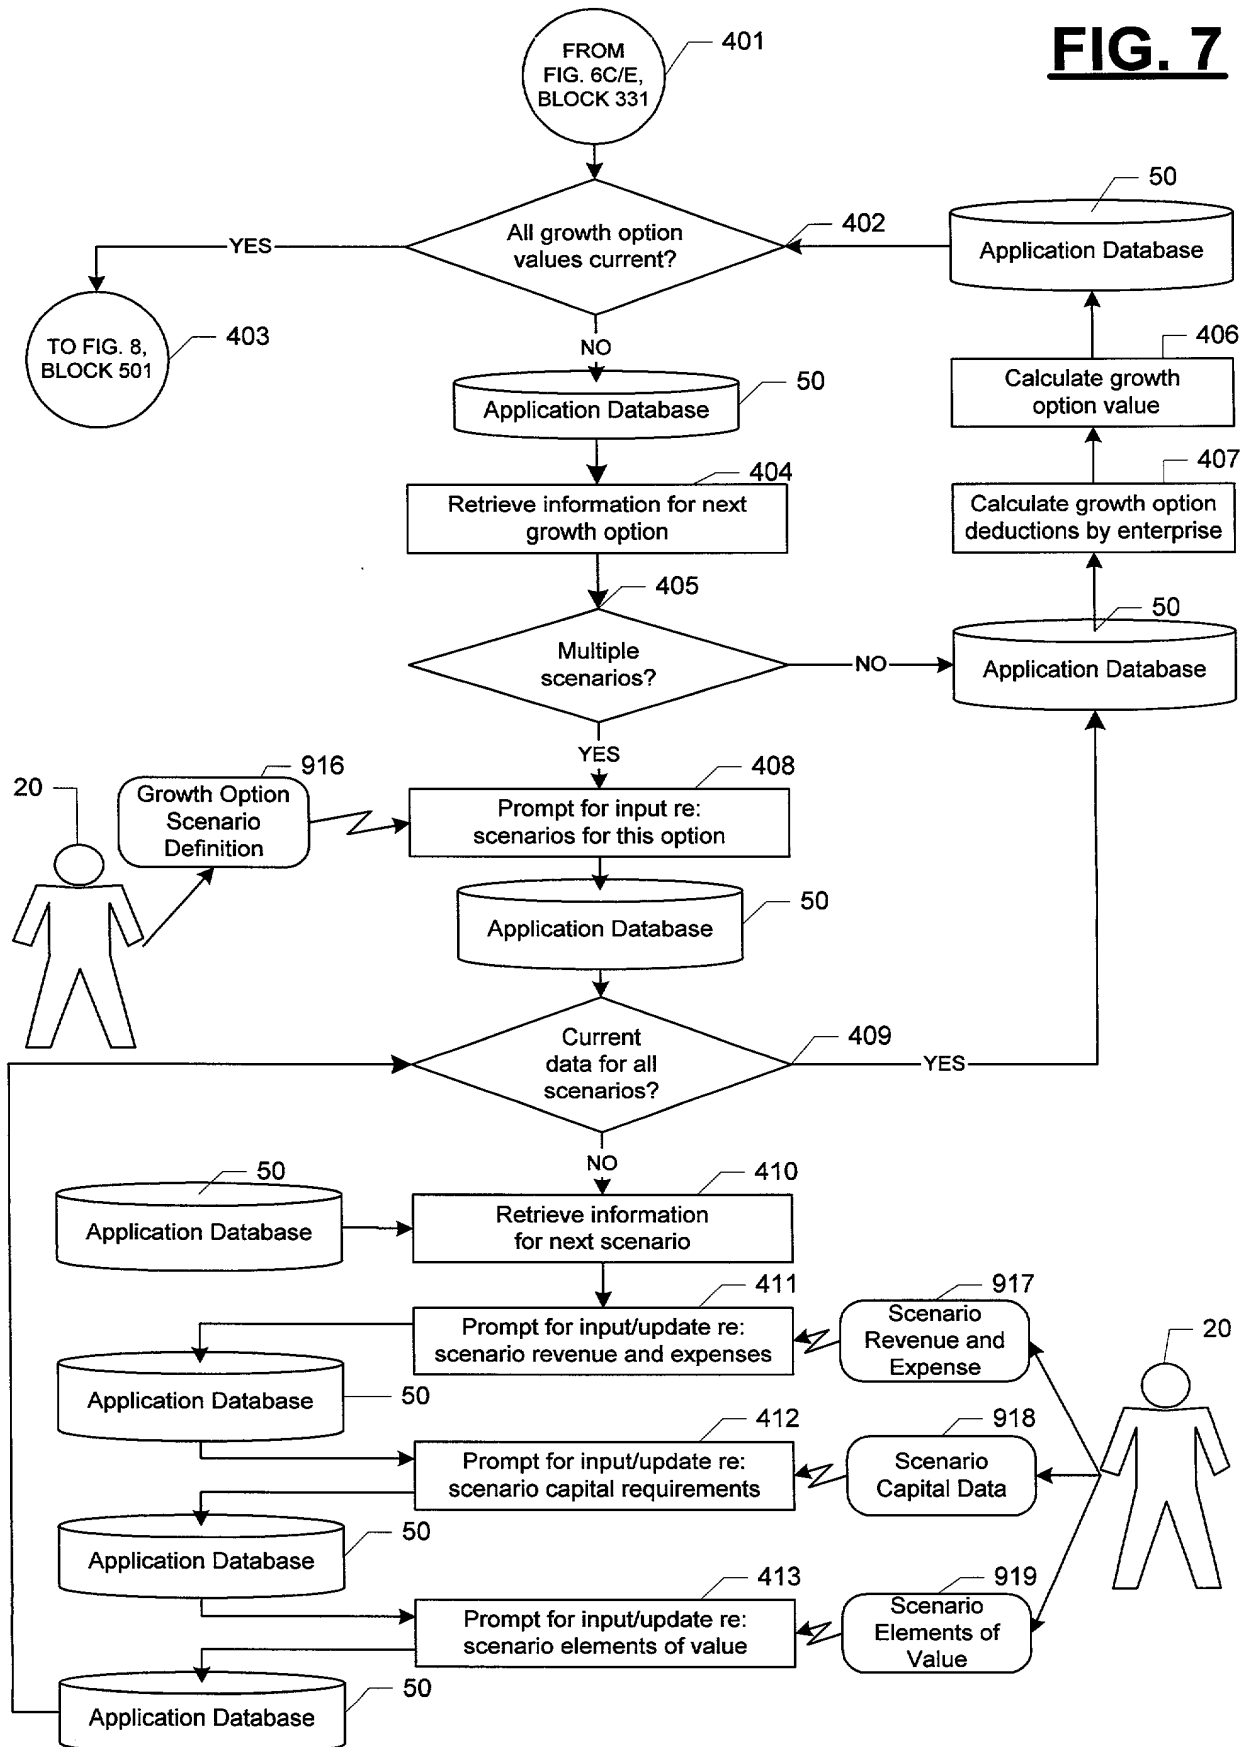 FIG. 7
FROM
FIG. 6C/E,
BLOCK 331
401
All growth option
values current?
402
YES
NO
50
Application Database
TO FIG. 8,
BLOCK 501
403
406
Calculate growth
option value
50
Application Database
404
Retrieve information for next
growth option
407
Calculate growth option
deductions by enterprise
405
Multiple
scenarios?
NO
YES
50
Application Database
20
916
Growth Option
Scenario
Definition
408
Prompt for input re:
scenarios for this option
50
Application Database
409
Current
data for all
scenarios?
YES
NO
50
Application Database
410
Retrieve information
for next scenario
411
Prompt for input/update re:
scenario revenue and expenses
917
Scenario
Revenue and
Expense
20
50
Application Database
412
Prompt for input/update re:
scenario capital requirements
918
Scenario
Capital Data
50
Application Database
413
Prompt for input/update re:
scenario elements of value
919
Scenario
Elements of
Value
50
Application Database